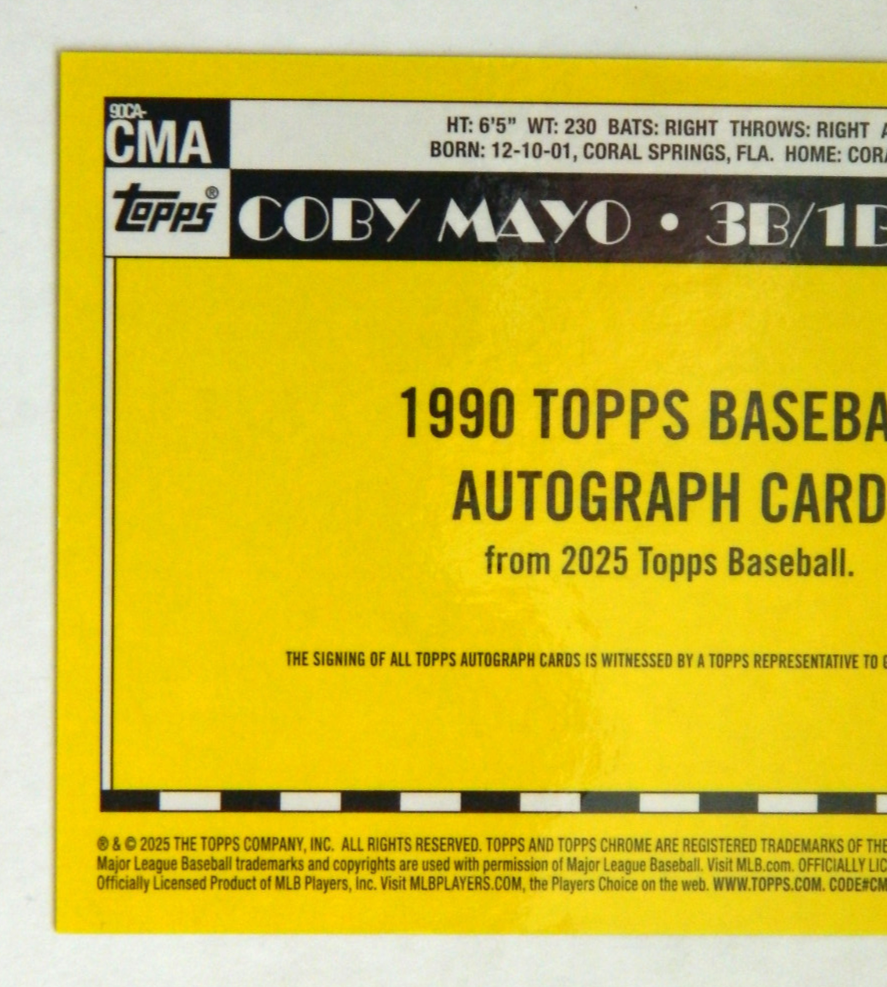 90CA-
CMA
HT: 6'5" WT: 230 BATS: RIGHT THROWS: RIGHT
BORN: 12-10-01, CORAL SPRINGS, FLA. HOME:
topps®
COBY MAYO • 3B/1B
1990 TOPPS
AUTOGRAPH CARD
from 2025 Topps Baseball.
THE SIGNING OF ALL TOPPS AUTOGRAPH CARDS IS WITNESSED BY A TOPPS REPRESENTATIVE TO
® & © 2025 THE TOPPS COMPANY, INC. ALL RIGHTS RESERVED. TOPPS AND TOPPS CHROME ARE REGISTERED TRADEMARKS OF THE
Major League Baseball trademarks and copyrights are used with permission of Major League Baseball. Visit MLB.com. OFFICIALLY
Officially Licensed Product of MLB Players, Inc. Visit MLBPLAYERS.COM, the Players Choice on the web. WWW.TOPPS.COM.